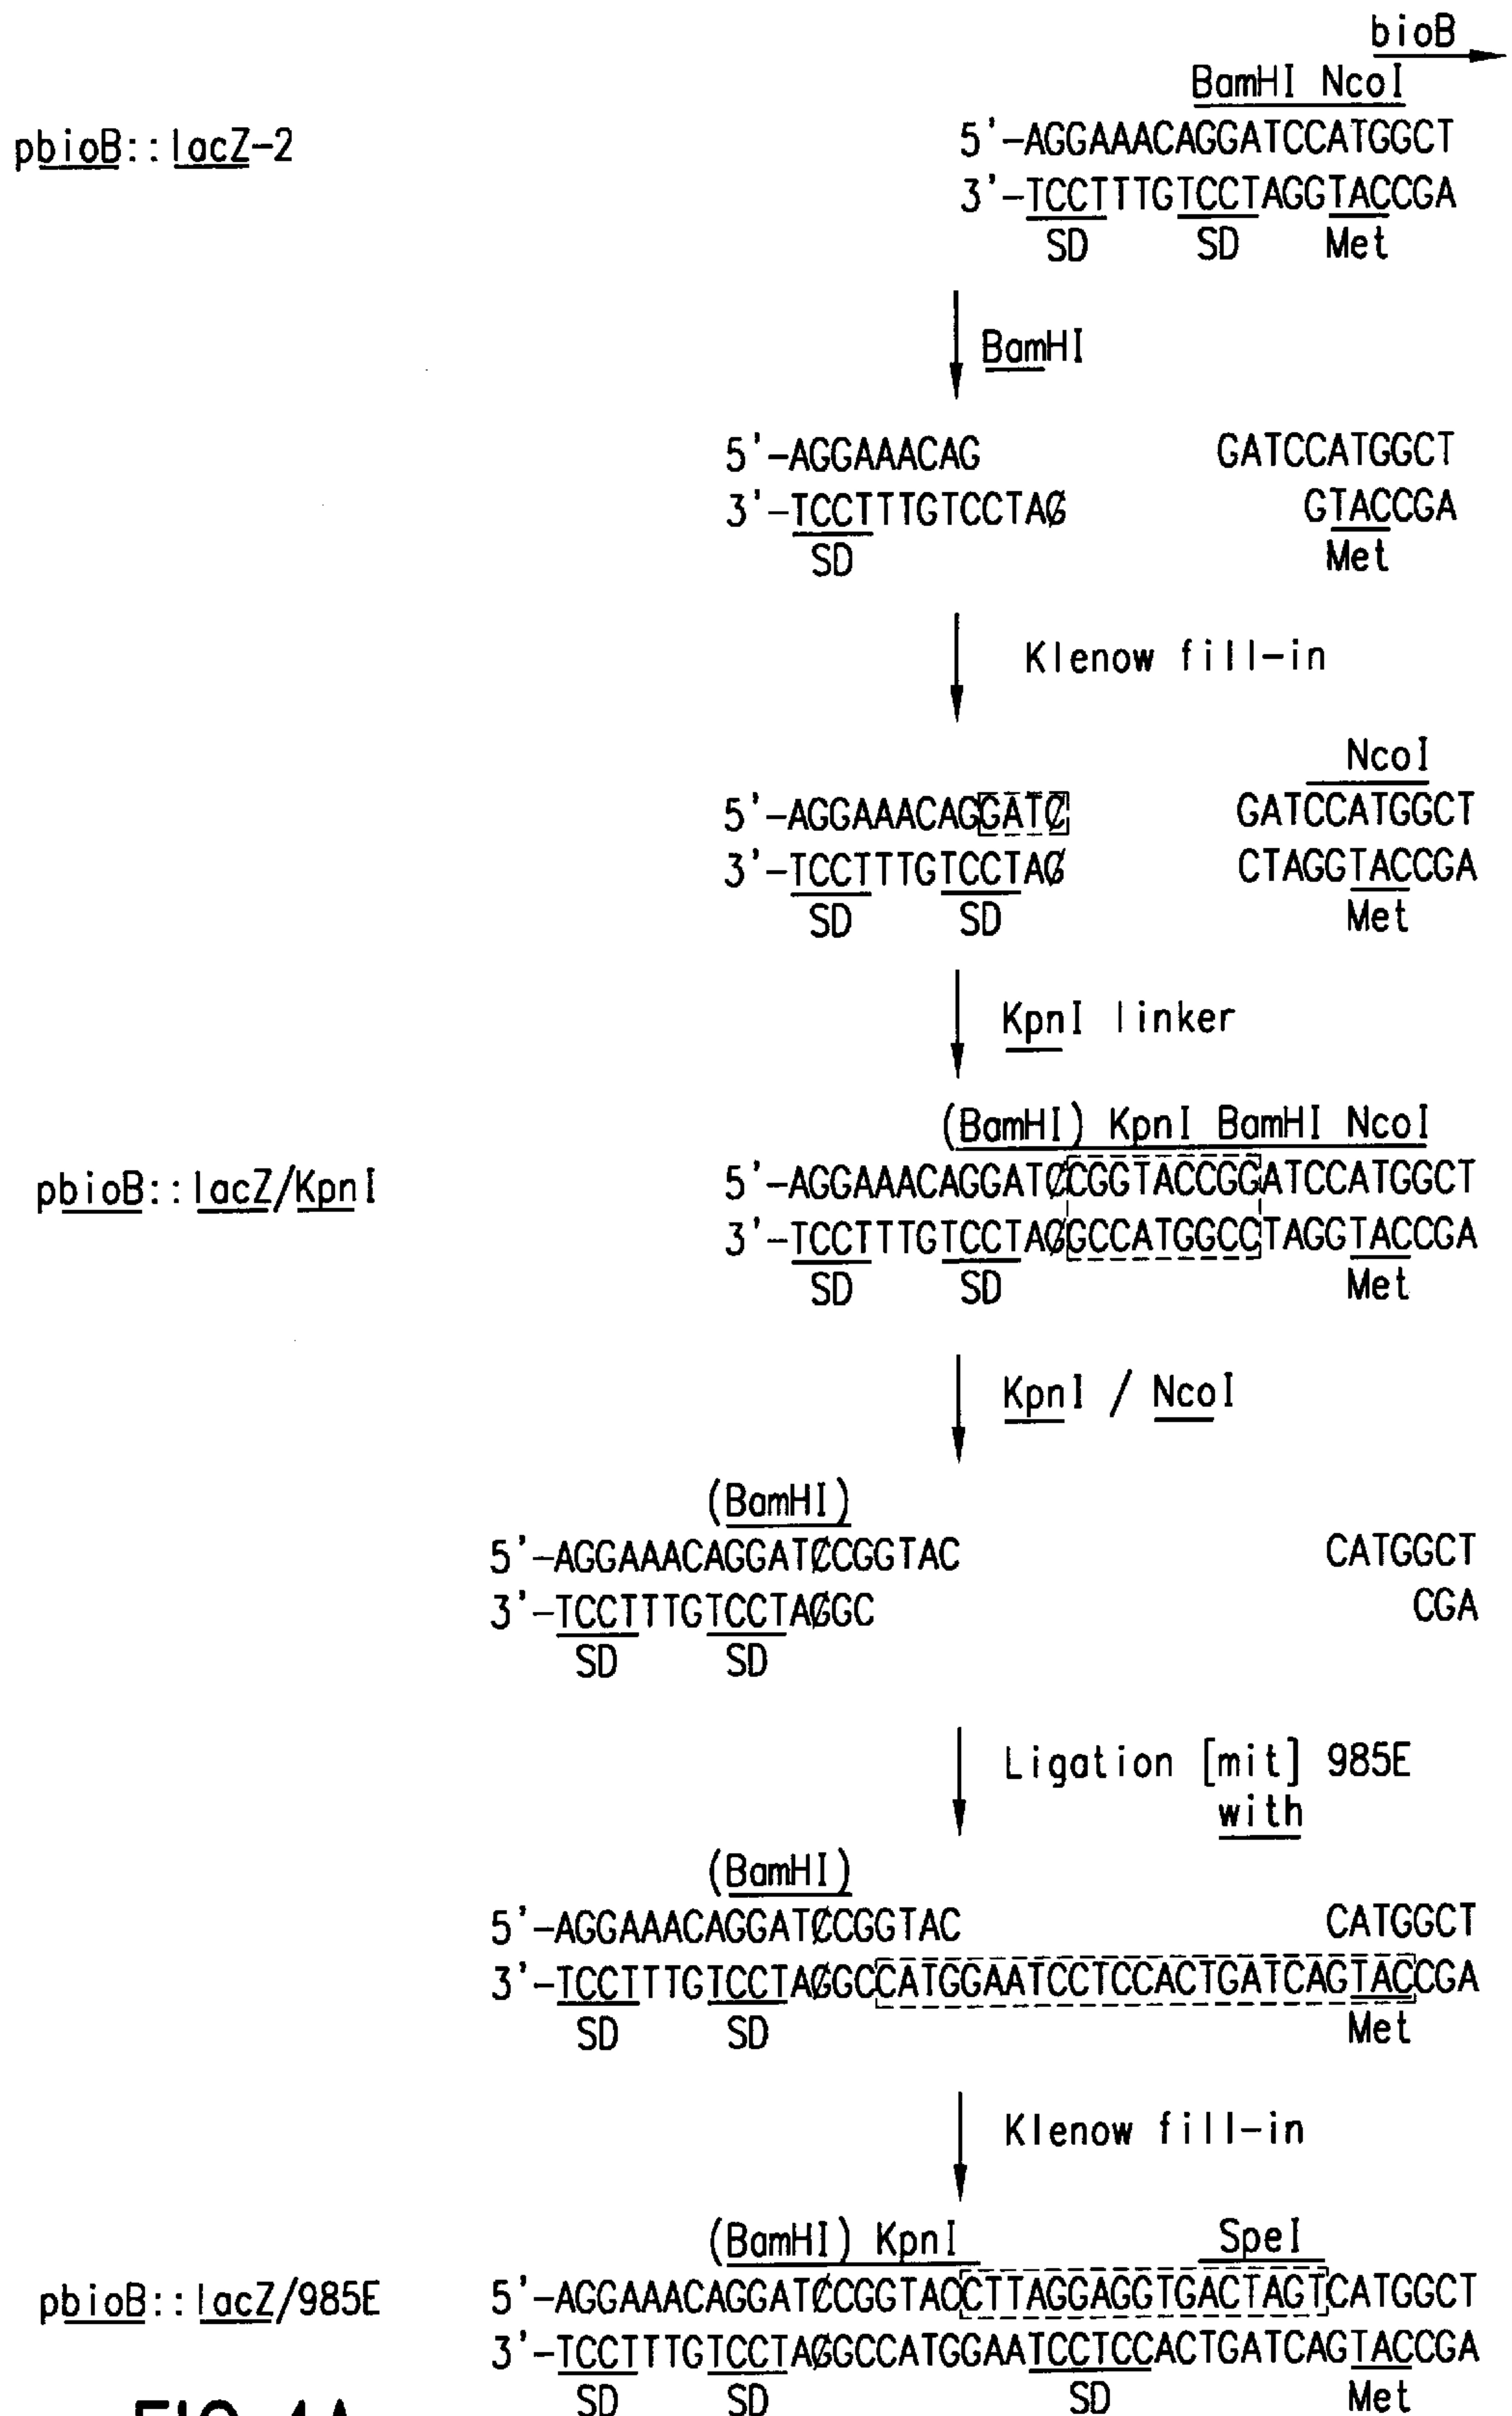 bioB
BamHI NcoI
pbioB::lacZ-2
5'-AGGAAACAGGATCCATGGCT
3'-TCCTTTGTCCTAGGTACCGA
SD SD Met
BamHI
5'-AGGAAACAG GATCCATGGCT
3'-TCCTTTGTCCTAG GTACCGA
SD Met
Klenow fill-in
NcoI
5'-AGGAAACAGGATC GATCCATGGCT
3'-TCCTTTGTCCTAG CTAGGTACCGA
SD SD Met
KpnI linker
(BamHI) KpnI BamHI NcoI
pbioB::lacZ/KpnI
5'-AGGAAACAGGATCCGGTACCGGATCCATGGCT
3'-TCCTTTGTCCTAGGCCATGGCCTAGGTACCGA
SD SD Met
KpnI / NcoI
(BamHI)
5'-AGGAAACAGGATCCGGTAC CATGGCT
3'-TCCTTTGTCCTAGGC CGA
SD SD
Ligation [mit] 985E
with
(BamHI)
5'-AGGAAACAGGATCCGGTAC CATGGCT
3'-TCCTTTGTCCTAGGCCATGGAATCCTCCACTGATCAGTACCGA
SD SD Met
Klenow fill-in
(BamHI) KpnI SpeI
pbioB::lacZ/985E
5'-AGGAAACAGGATCCGGTACCTTAGGAGGTGACTAGTCATGGCT
3'-TCCTTTGTCCTAGGCCATGGAATCCTCCACTGATCAGTACCGA
SD SD SD Met